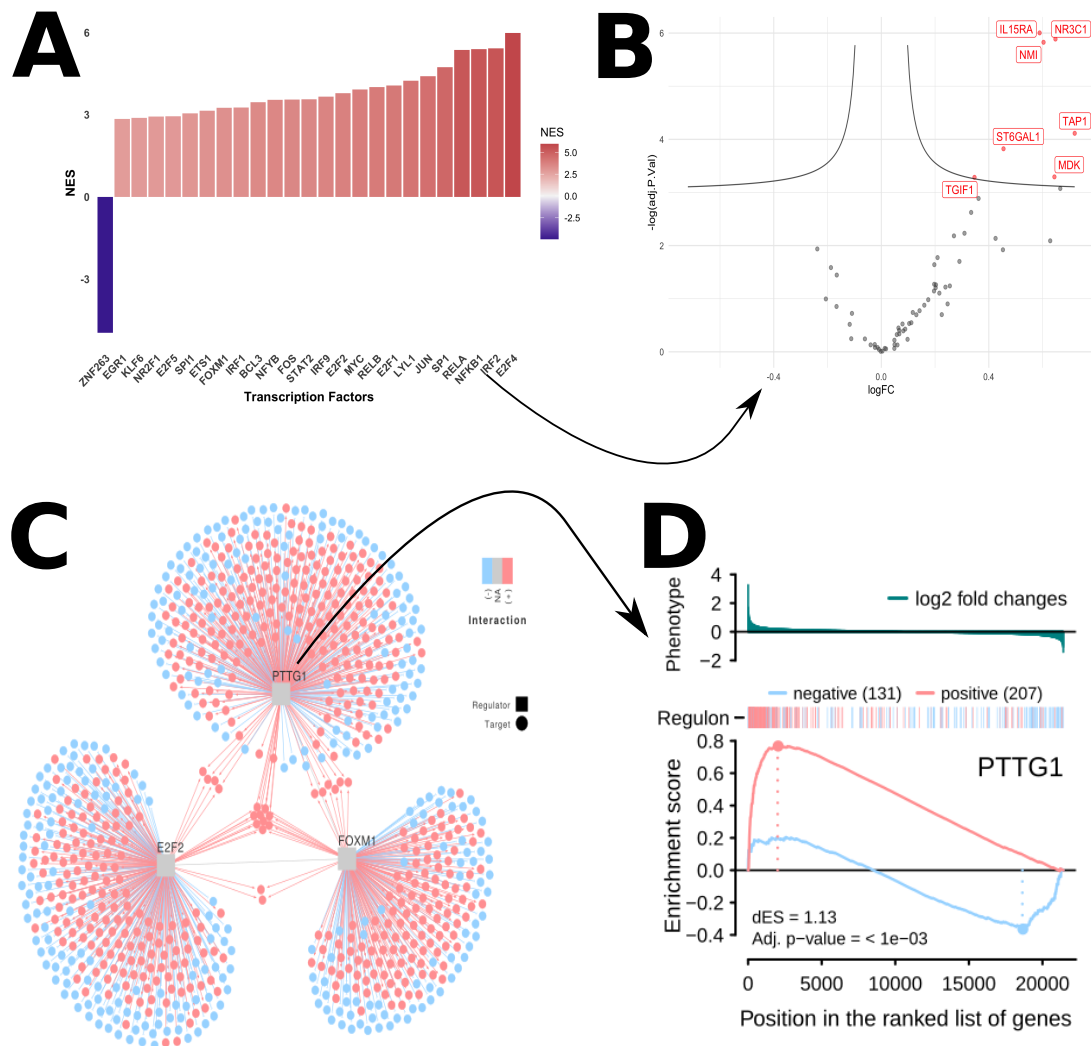 A
6
3
0
-3
NES
ZNF263
EGR1
KLF6
NR2F1
E2F5
SPI1
ETS1
FOXM1
IRF1
BCL3
NFYB
FOS
STAT2
IRF9
E2F2
MYC
RELB
E2F1
LYL1
JUN
SP1
RELA
NFKB1
IRF2
E2F4
Transcription Factors
NES
5.0
2.5
0.0
-2.5
B
6
4
2
0
-log(adj.P.Val)
IL15RA
NR3C1
NMI
TAP1
ST6GAL1
MDK
TGIF1
-0.4
0.0
0.4
logFC
C
PTTG1
E2F2
FOXM1
(-)
NA
(+)
Interaction
Regulator
Target
D
4
2
0
−2
Phenotype
log2 fold changes
negative (131)
positive (207)
Regulon
0.8
0.6
0.4
0.2
0.0
−0.2
−0.4
Enrichment score
PTTG1
dES = 1.13
Adj. p−value = < 1e−03
0
5000
10000
15000
20000
Position in the ranked list of genes